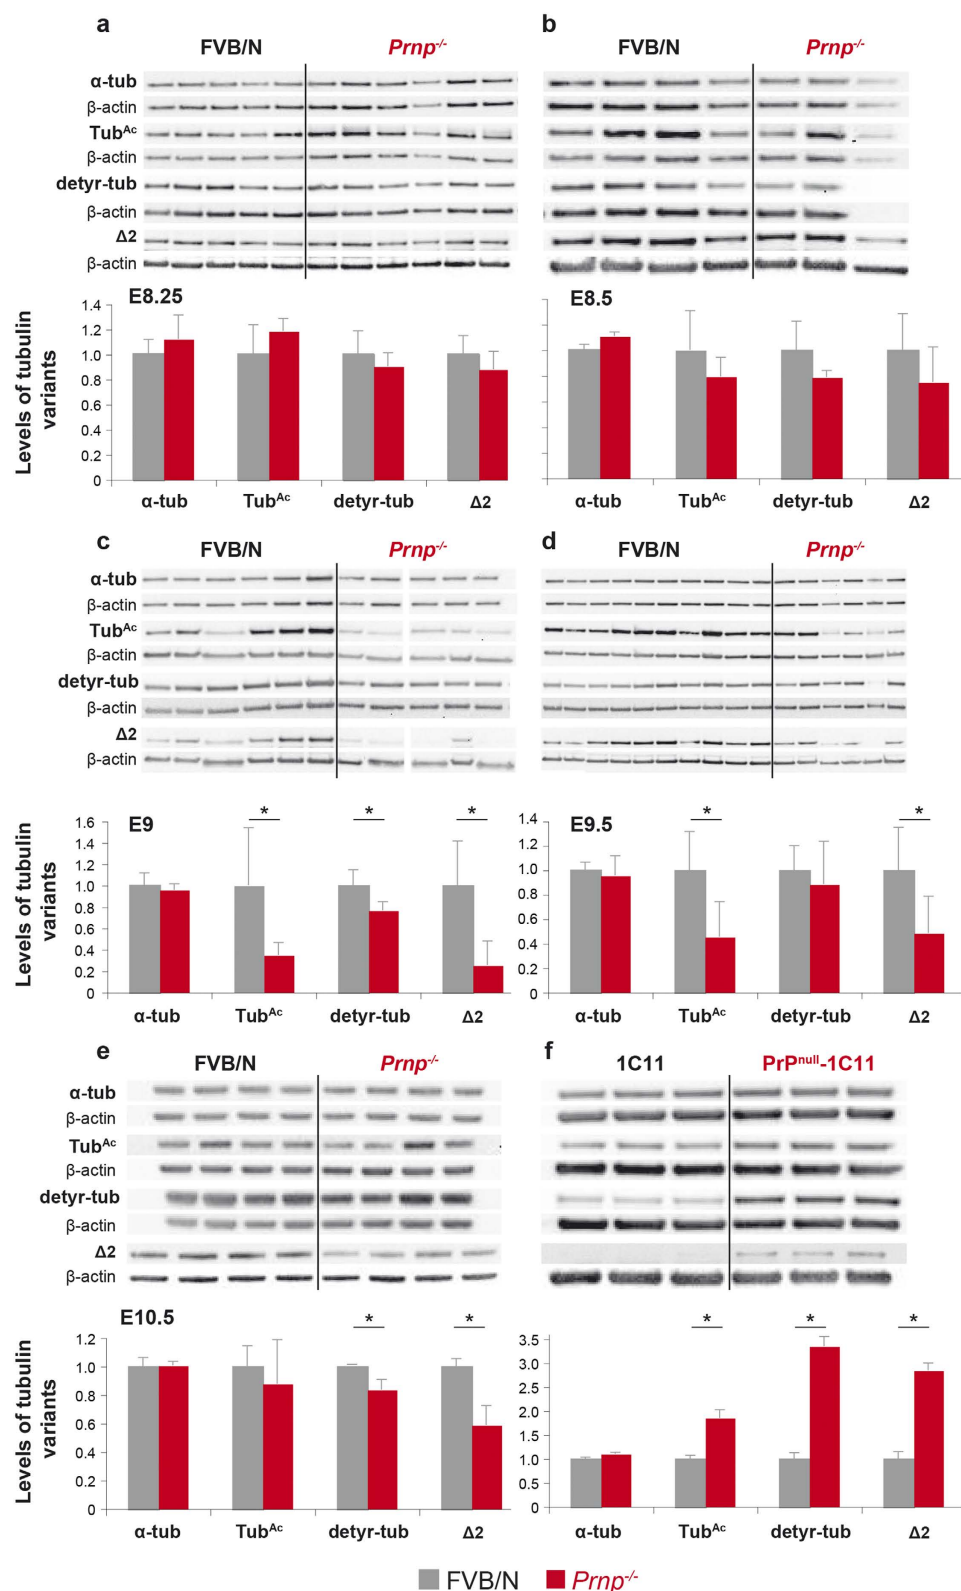 a
FVB/N Prnp-/-
α-tub
β-actin
TubAc
β-actin
detyr-tub
β-actin
Δ2
β-actin
b
FVB/N Prnp-/-
E8.25
Levels of tubulin
variants
1.4
1.2
1.0
0.8
0.6
0.4
0.2
0
α-tub TubAc detyr-tub Δ2
E8.5
α-tub TubAc detyr-tub Δ2
c
FVB/N Prnp-/-
α-tub
β-actin
TubAc
β-actin
detyr-tub
β-actin
Δ2
β-actin
d
FVB/N Prnp-/-
E9
Levels of tubulin
variants
1.6
1.4
1.2
1.0
0.8
0.6
0.4
0.2
0
* * *
α-tub TubAc detyr-tub Δ2
E9.5
1.4
1.2
1.0
0.8
0.6
0.4
0.2
0
* *
α-tub TubAc detyr-tub Δ2
e
FVB/N Prnp-/-
α-tub
β-actin
TubAc
β-actin
detyr-tub
β-actin
Δ2
β-actin
f
1C11 PrPnull-1C11
E10.5
Levels of tubulin
variants
1.2
1.0
0.8
0.6
0.4
0.2
0
* *
α-tub TubAc detyr-tub Δ2
3.5
3.0
2.5
2.0
1.5
1.0
0.5
0
* * *
α-tub TubAc detyr-tub Δ2
FVB/N Prnp-/-